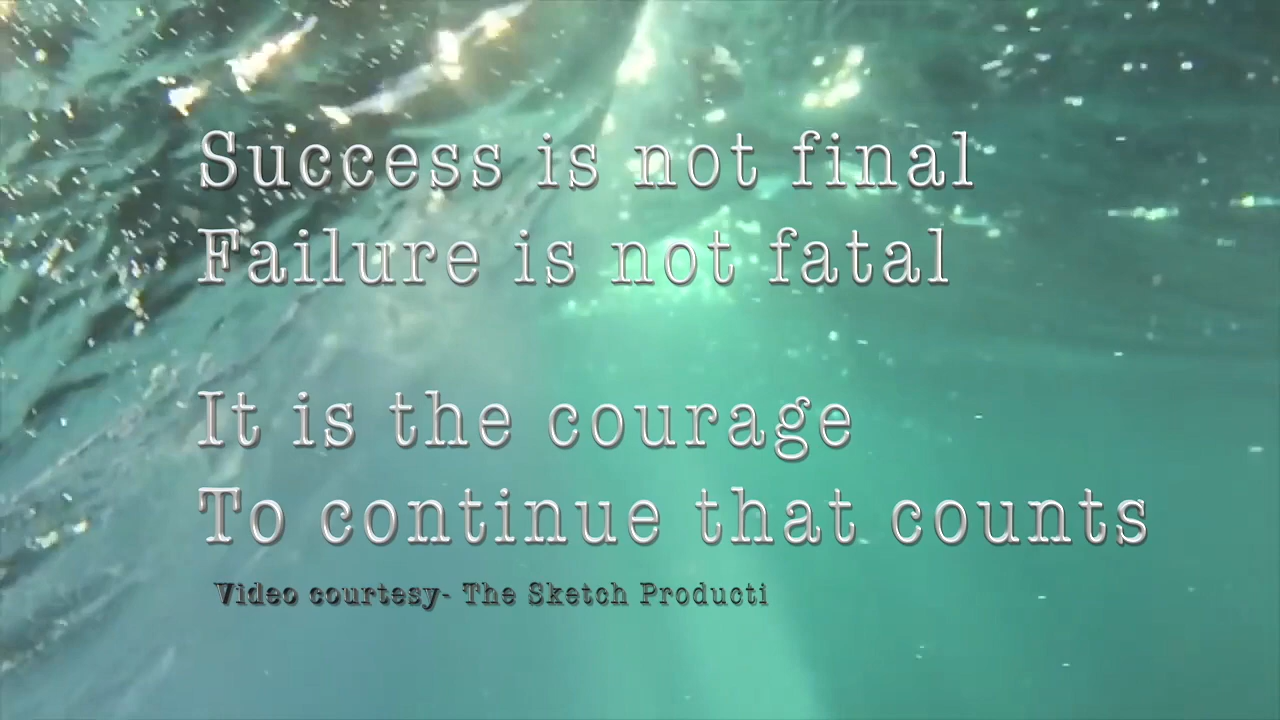 Success is not final
Failure is not fatal
It is the courage
To continue that counts
Video courtesy- The Sketch Producti